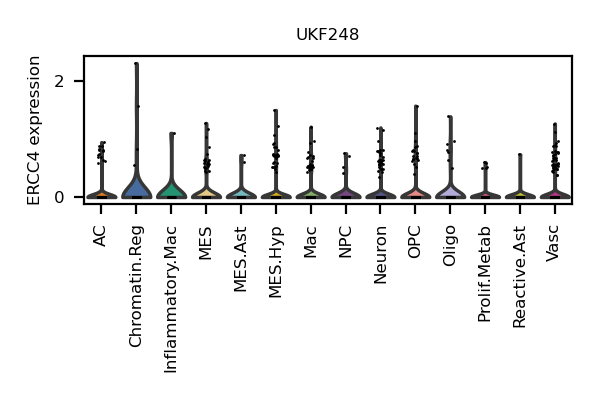 UKF248
ERCC4 expression
2
0
AC
Chromatin.Reg
Inflammatory.Mac
MES
MES.Ast
MES.Hyp
Mac
NPC
Neuron
OPC
Oligo
Prolif.Metab
Reactive.Ast
Vasc